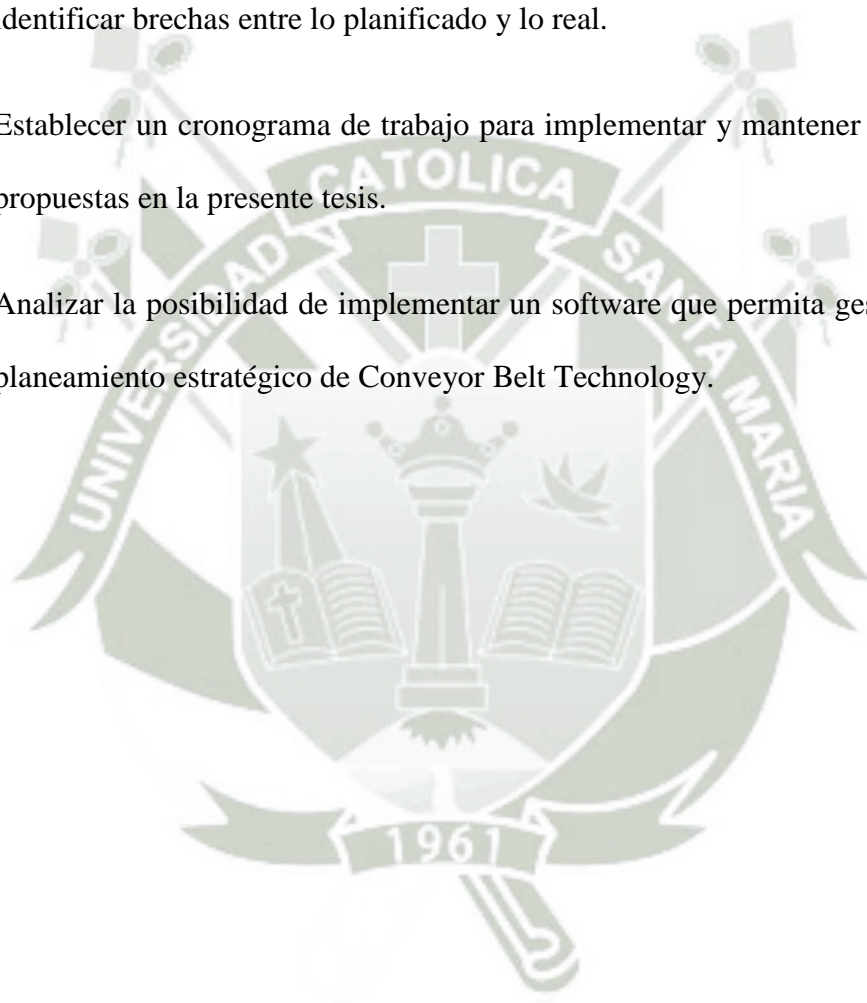 identificar brechas entre lo planificado y lo real.
Establecer un cronograma de trabajo para implementar y mantener
propuestas en la presente tesis.
Analizar la posibilidad de implementar un software que permita ges
planeamiento estratégico de Conveyor Belt Technology.
UNIVERSIDAD CATOLICA SANTA MARIA
1961